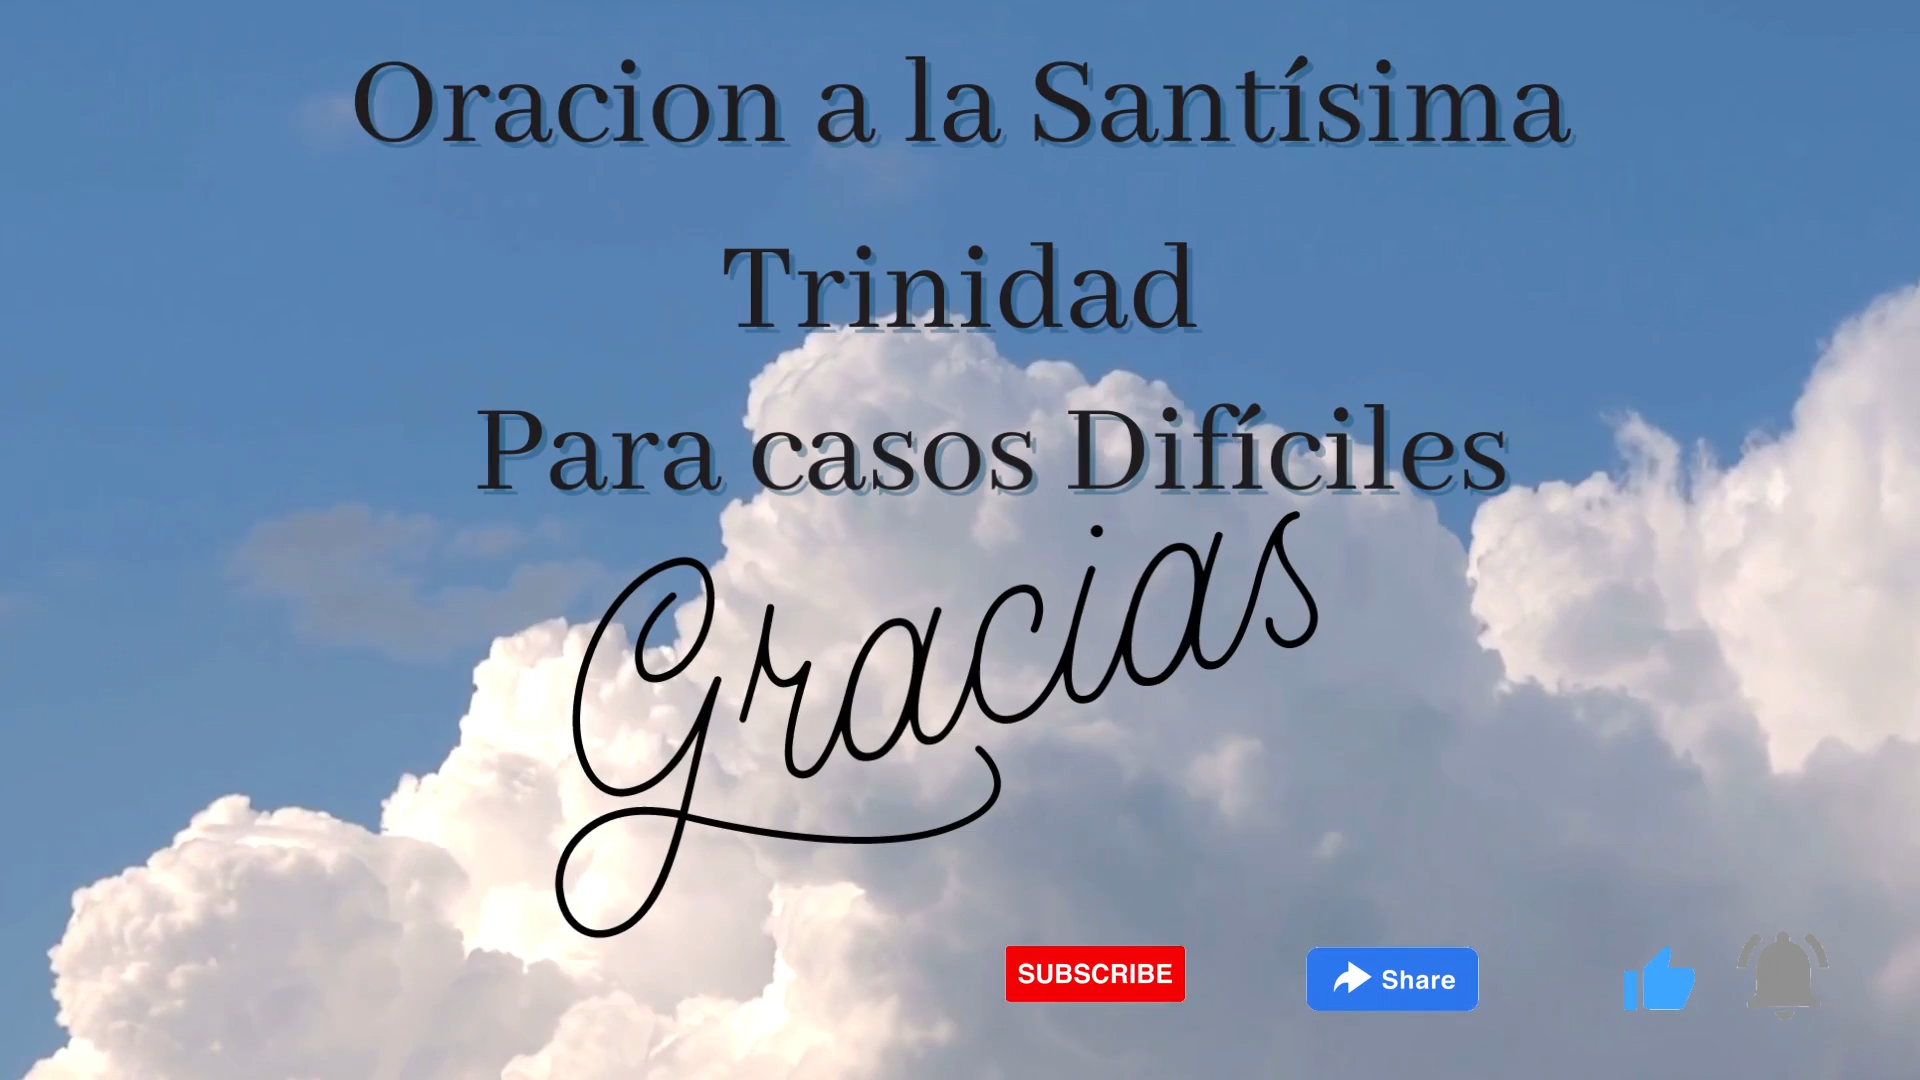 Oracion a la Santísima
Trinidad
Para casos Difíciles
Gracias
SUBSCRIBE
Share